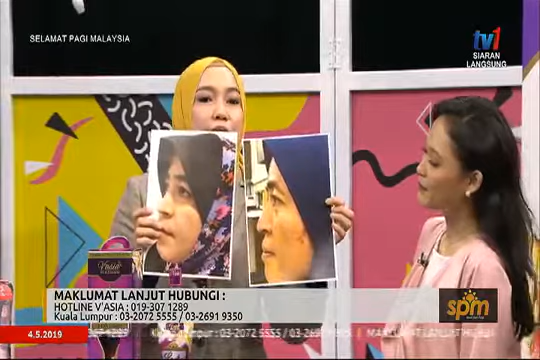 SELAMAT PAGI MALAYSIA
tv1
SIARAN
LANGSUNG
MAKLUMAT LANJUT HUBUNGI :
HOTLINE V'ASIA : 019-307 1289
Kuala Lumpur : 03-2072 5555 / 03-2691 9350
spm
4.5.2019